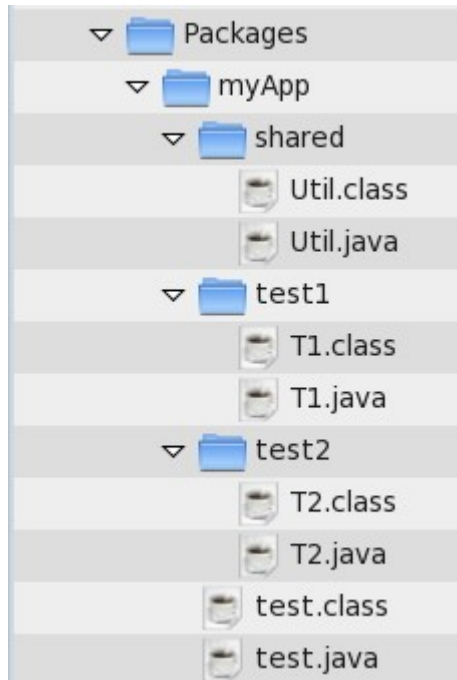 Packages
myApp
shared
Util.class
Util.java
test1
T1.class
T1.java
test2
T2.class
T2.java
test.class
test.java